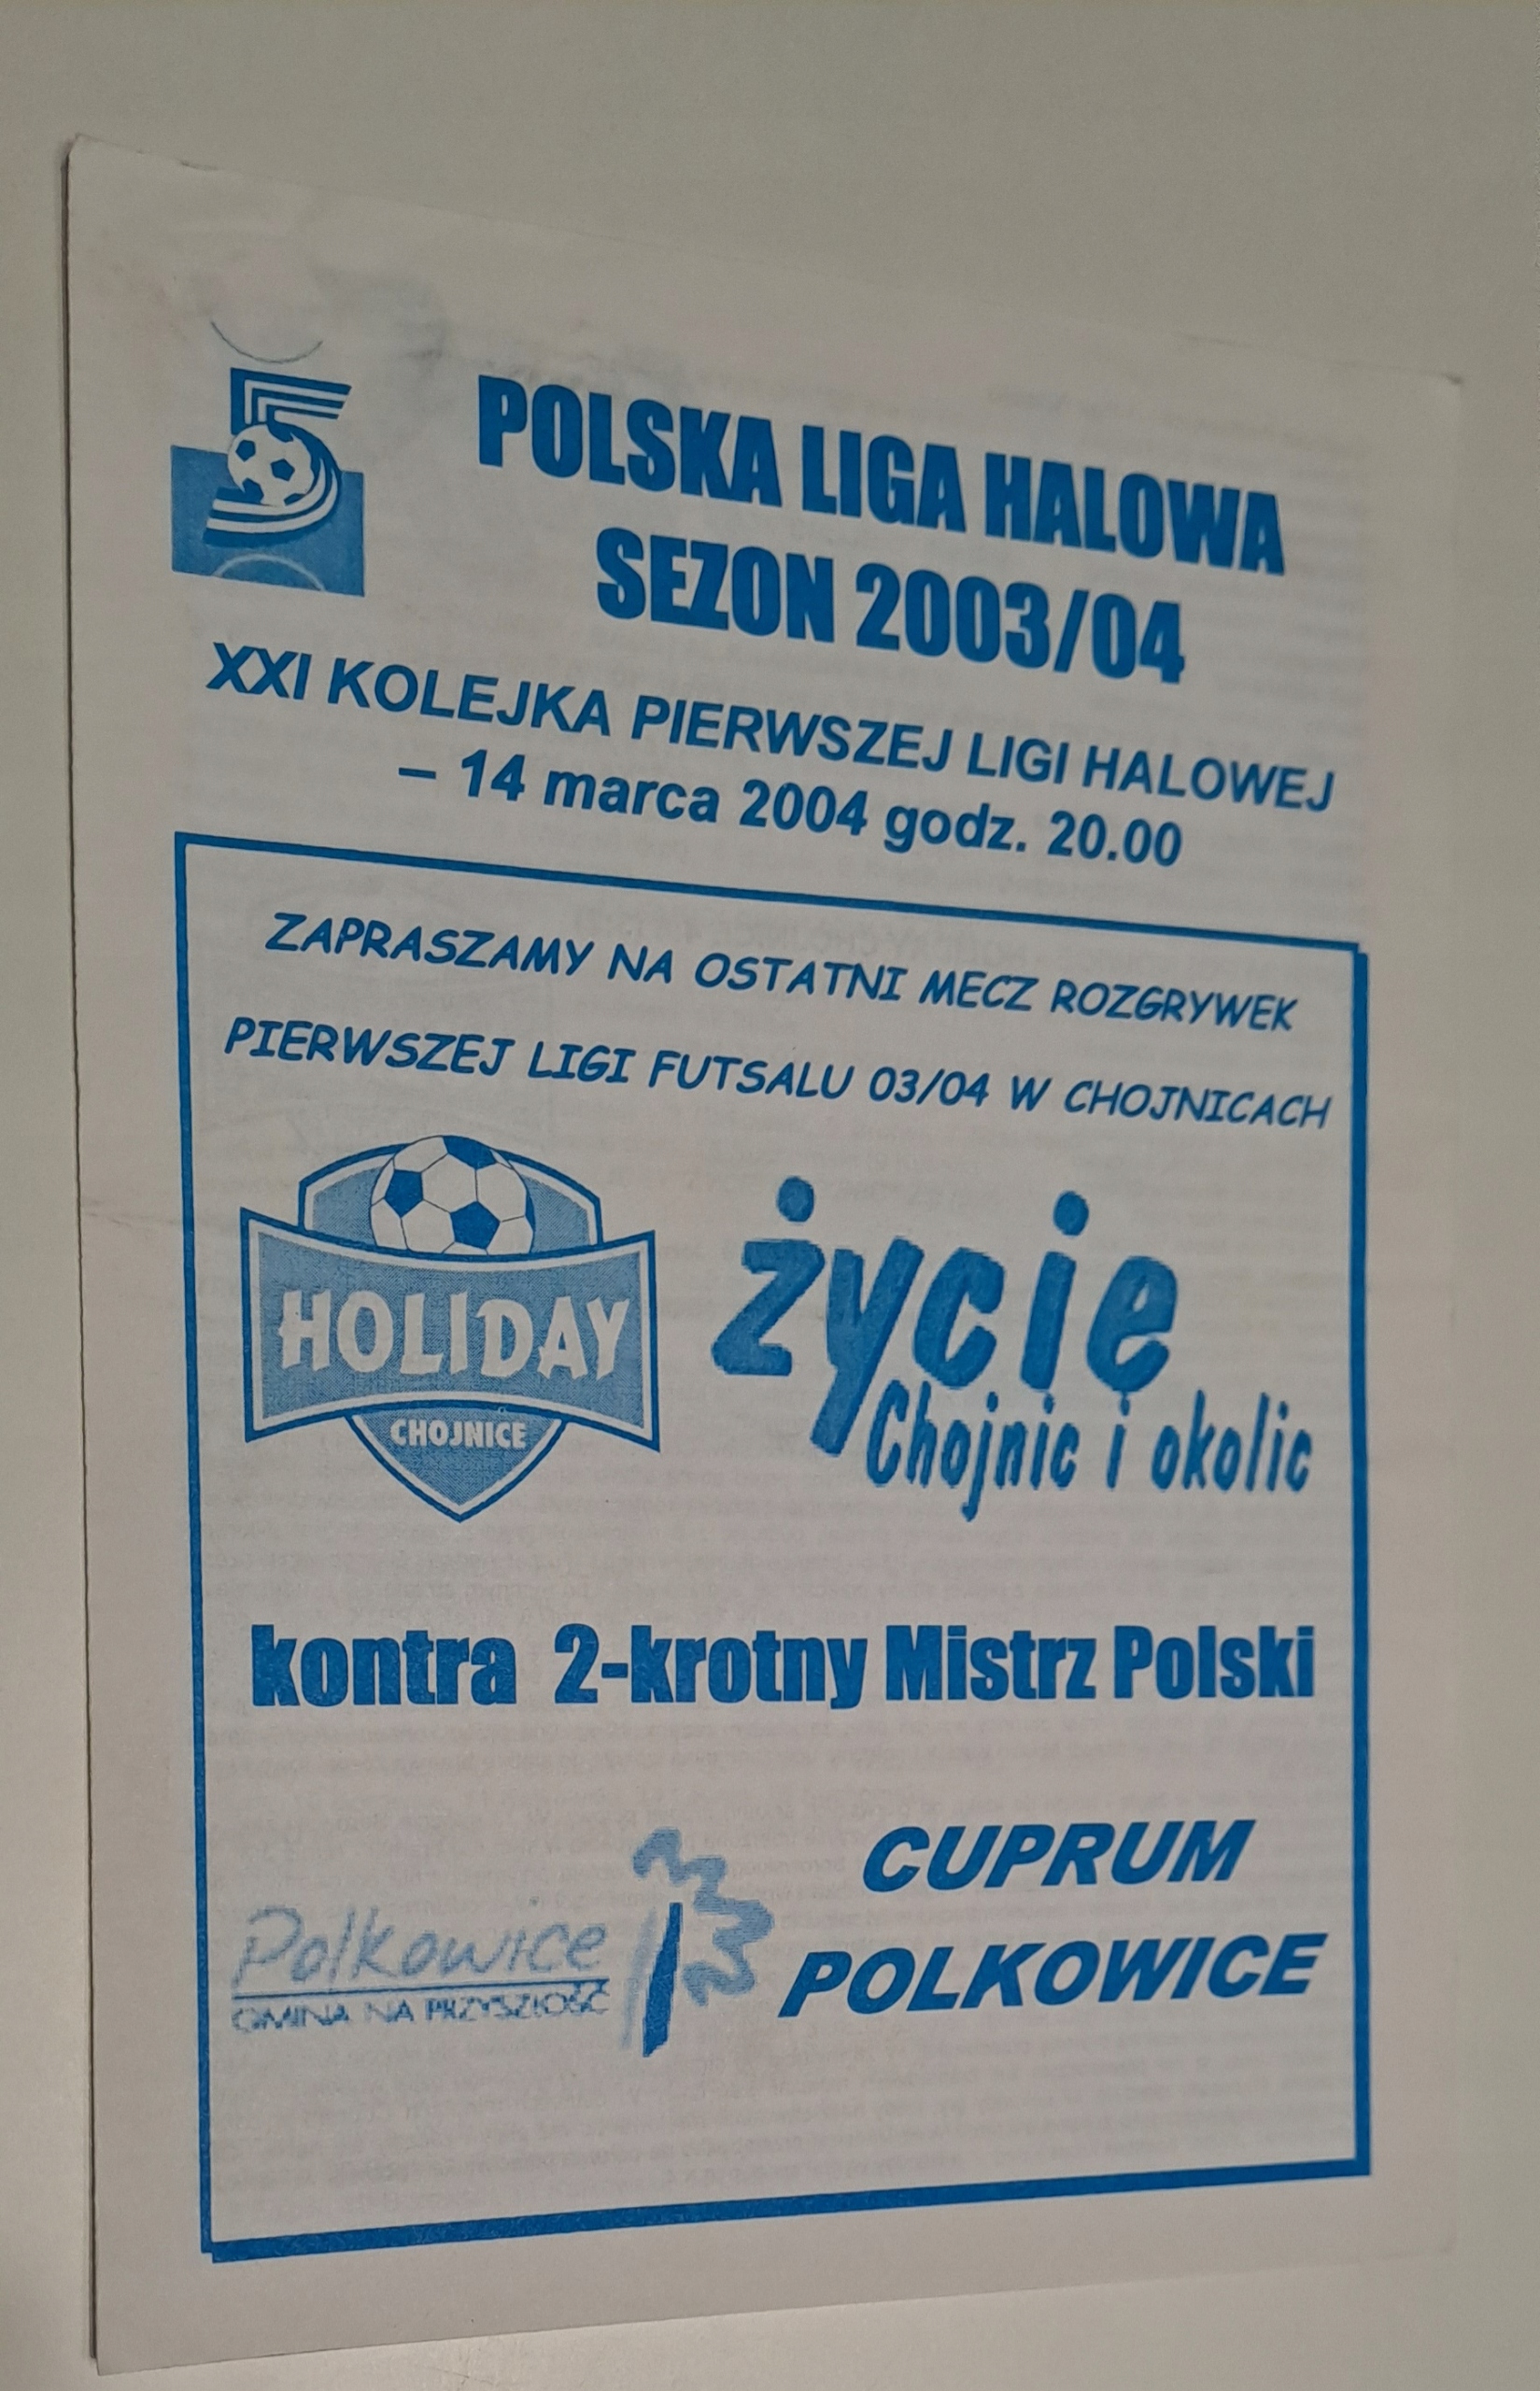 5
POLSKA LIGA HALOWA
SEZON 2003/04
XXI KOLEJKA PIERWSZEJ LIGI HALOWEJ
– 14 marca 2004 godz. 20.00
ZAPRASZAMY NA OSTATNI MECZ ROZGRYWEK
PIERWSZEJ LIGI FUTSALU 03/04 W CHOJNICACH
HOLIDAY
CHOJNICE
życie
Chojnic i okolic
kontra 2-krotny Mistrz Polski
Polkowice
GMINA NA PRZYSZŁOŚĆ
CUPRUM
POLKOWICE